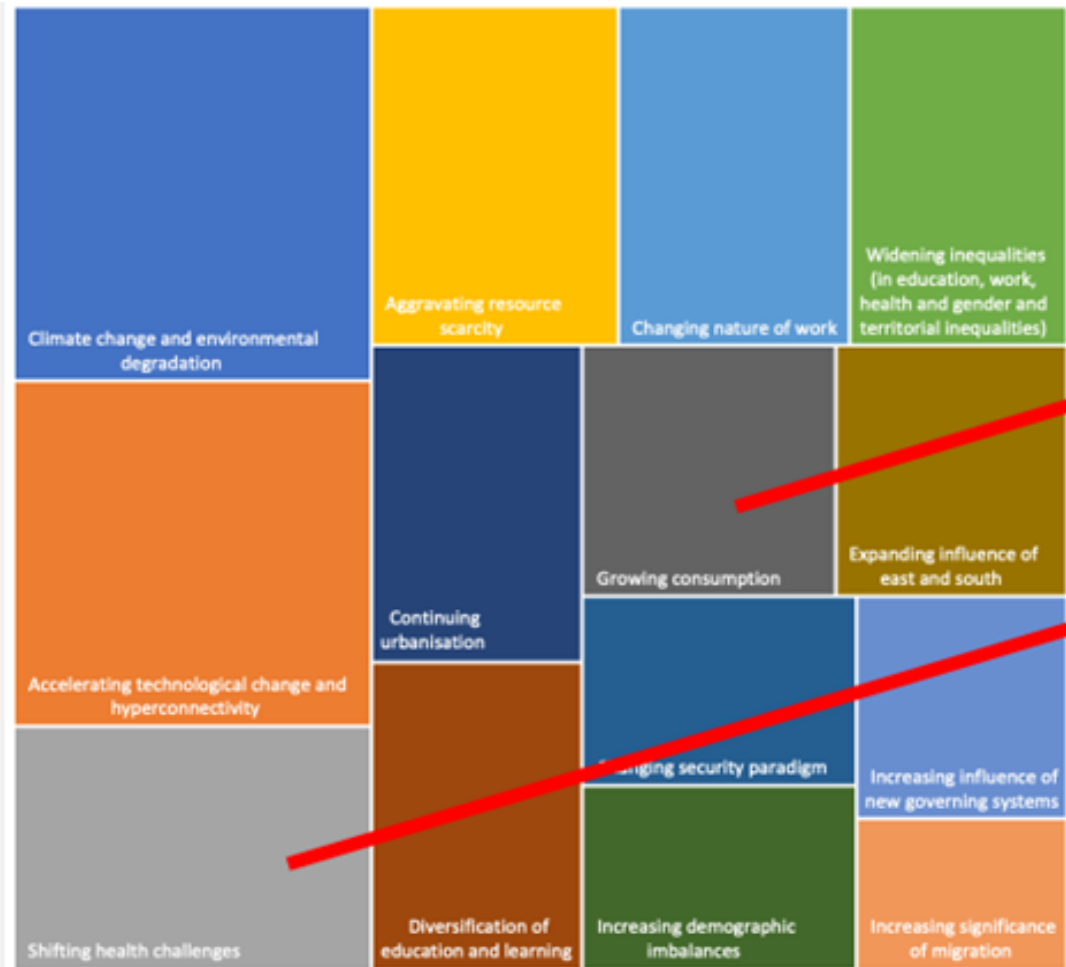 Climate change and environmental
degradation
Aggravating resource
scarcity
Changing nature of work
Widening inequalities
(in education, work,
health and gender and
territorial inequalities)
Accelerating technological change and
hyperconnectivity
Continuing
urbanisation
Growing consumption
Expanding influence of
east and south
Shifting health challenges
Diversification of
education and learning
security paradigm
Increasing influence of
new governing systems
Increasing demographic
imbalances
Increasing significance
of migration